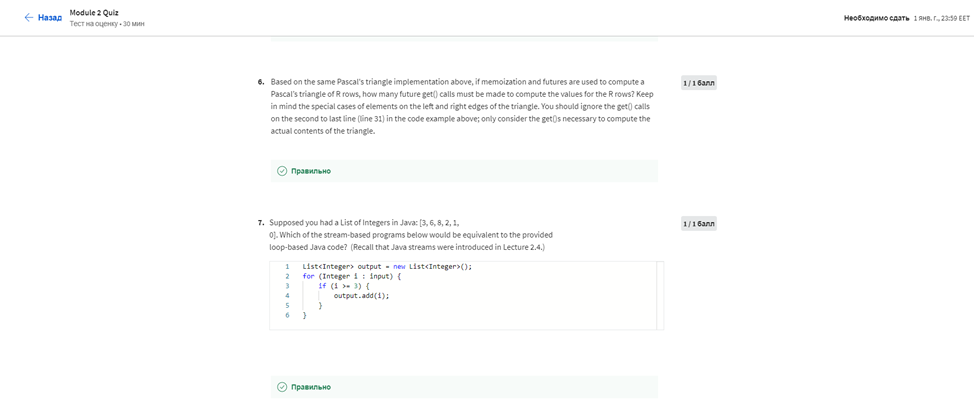 Назад
Module 2 Quiz
Тест на оценку • 30 мин
Необходимо сдать 1 янв. г., 23:59 EET
6. Based on the same Pascal's triangle implementation above, if memoization and futures are used to compute a
Pascal's triangle of R rows, how many future get() calls must be made to compute the values for the R rows? Keep
in mind the special cases of elements on the left and right edges of the triangle. You should ignore the get() calls
on the second to last line (line 31) in the code example above; only consider the get()s necessary to compute the
actual contents of the triangle.
1 / 1 балл
Правильно
7. Supposed you had a List of Integers in Java: [3, 6, 8, 2, 1,
0]. Which of the stream-based programs below would be equivalent to the provided
loop-based Java code? (Recall that Java streams were introduced in Lecture 2.4.)
1 / 1 балл
1 List<Integer> output = new List<Integer>();
2 for (Integer i : input) {
3 if (i >= 3) {
4 output.add(i);
5 }
6 }
Правильно